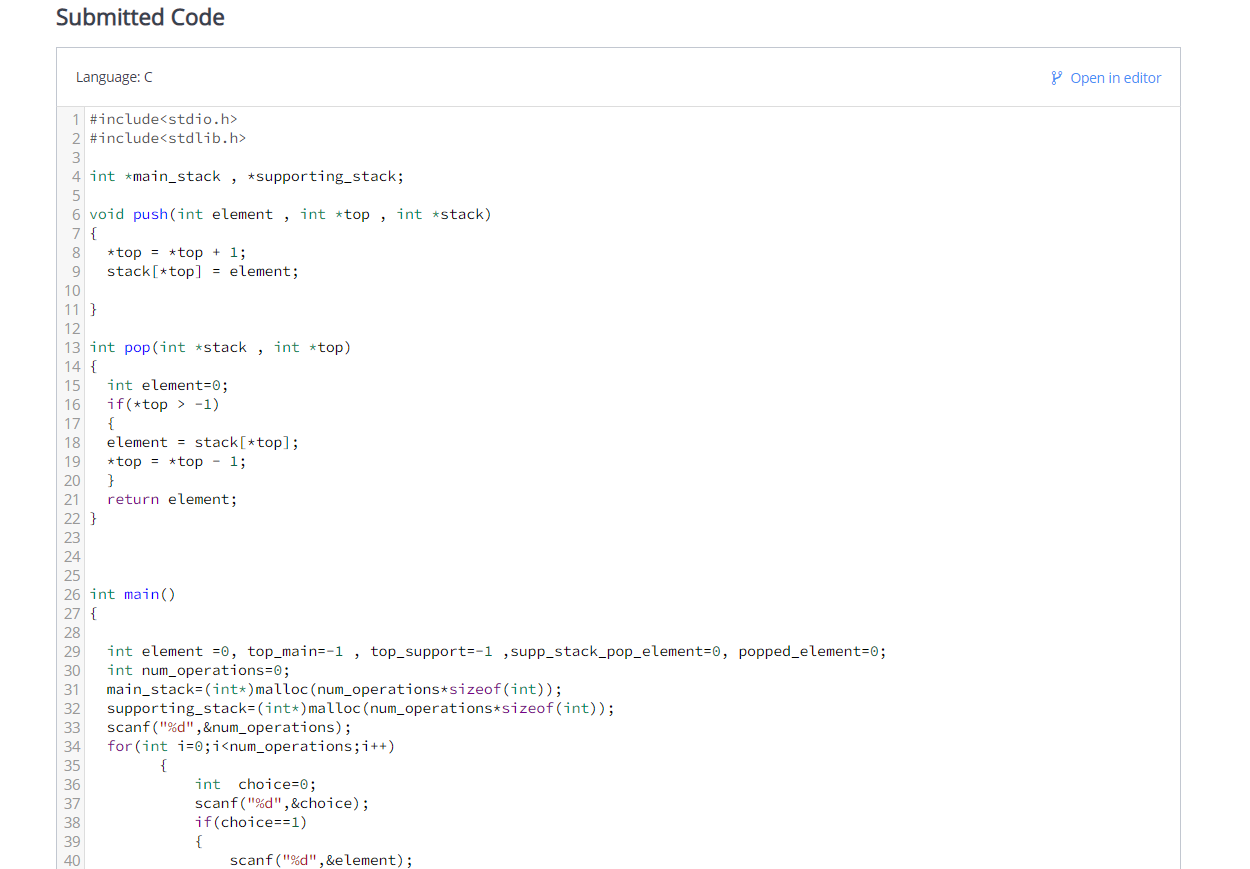 Submitted Code
Language: C
Open in editor
1 #include<stdio.h>
2 #include<stdlib.h>
3
4 int *main_stack , *supporting_stack;
5
6 void push(int element , int *top , int *stack)
7 {
8   *top = *top + 1;
9   stack[*top] = element;
10
11 }
12
13 int pop(int *stack , int *top)
14 {
15   int element=0;
16   if(*top > -1)
17   {
18   element = stack[*top];
19   *top = *top - 1;
20   }
21   return element;
22 }
23
24
25
26 int main()
27 {
28
29   int element =0, top_main=-1 , top_support=-1 ,supp_stack_pop_element=0, popped_element=0;
30   int num_operations=0;
31   main_stack=(int*)malloc(num_operations*sizeof(int));
32   supporting_stack=(int*)malloc(num_operations*sizeof(int));
33   scanf("%d",&num_operations);
34   for(int i=0;i<num_operations;i++)
35         {
36             int  choice=0;
37             scanf("%d",&choice);
38             if(choice==1)
39             {
40                 scanf("%d",&element);